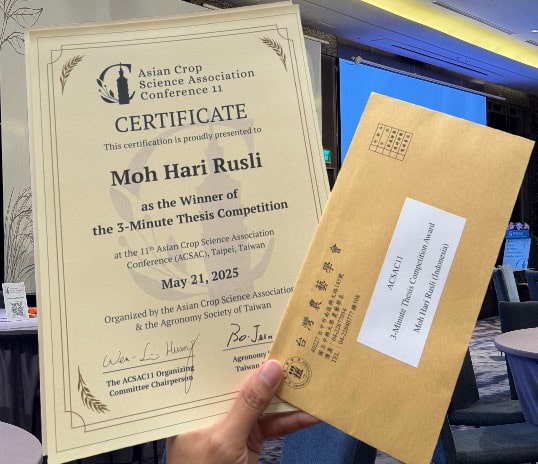 Asian Crop
Science Association
Conference 11
CERTIFICATE
This certification is proudly presented to
Moh Hari Rusli
as the Winner of
the 3-Minute Thesis Competition
at the 11th Asian Crop Science Association
Conference (ACSAC), Taipei, Taiwan
May 21, 2025
Organized by the Asian Crop Science Association
& the Agronomy Society of Taiwan
Wen-Li Huang
The ACSAC11 Organizing
Committee Chairperson
Agronomy
Taiwan
ACSAC11
3-Minute Thesis Competition Award
Moh Hari Rusli (Indonesia)
台灣農藝學會